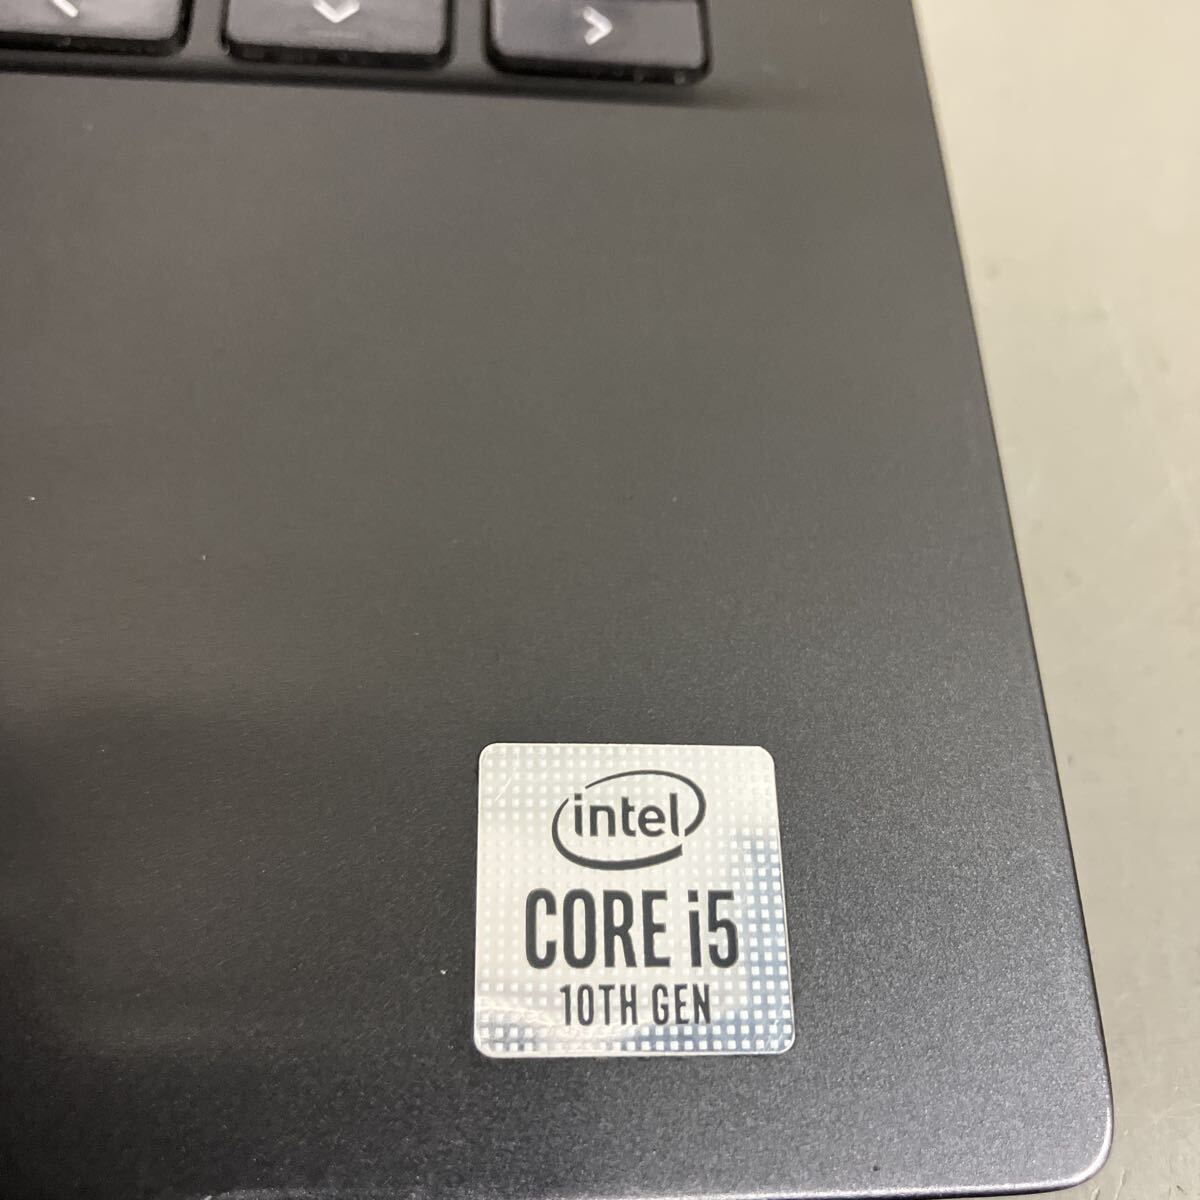 intel
CORE i5
10TH GEN